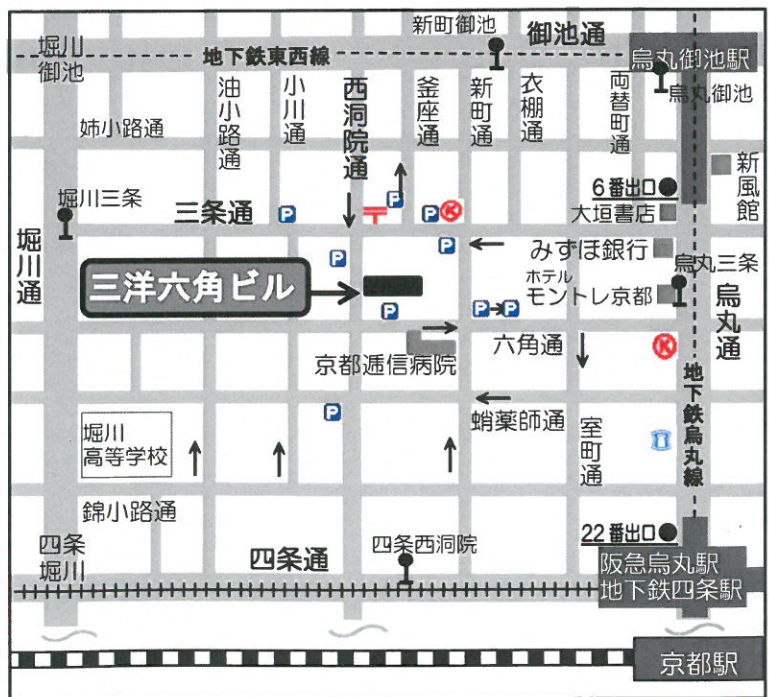 新町御池
御池通
堀川
御池
地下鉄東西線
烏丸御池駅
烏丸御池
油小路通
小川通
西洞院通
釜座通
新町通
衣棚通
両替町通
姉小路通
新風館
6番出口
堀川三条
三条通
P
〒
P
P
K
大垣書店
堀川通
P
P
みずほ銀行
烏丸三条
三洋六角ビル
ホテル
モントレ京都
烏丸通
P
P
P
六角通
K
京都逓信病院
地下鉄烏丸線
P
蛸薬師通
室町通
堀川
高等学校
錦小路通
22番出口
四条
堀川
四条通
四条西洞院
阪急烏丸駅
地下鉄四条駅
京都駅